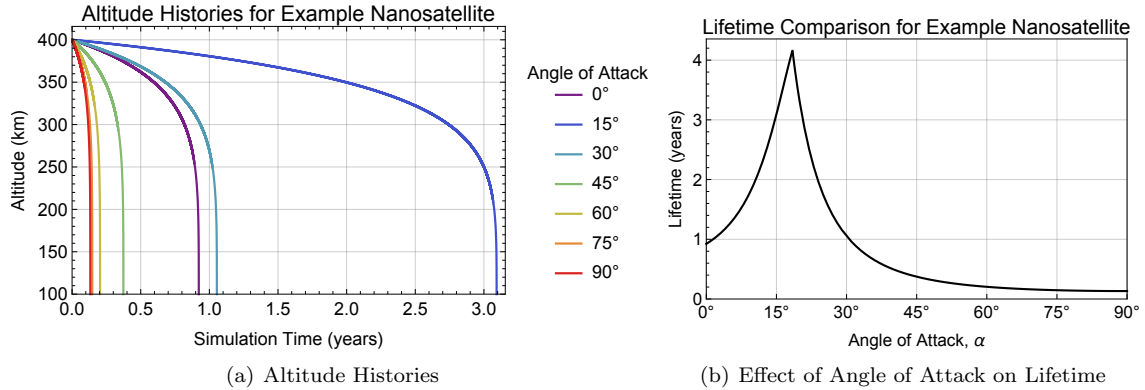 Altitude Histories for Example Nanosatellite
400
350
300
250
200
150
100
Altitude (km)
0.0 0.5 1.0 1.5 2.0 2.5 3.0
Simulation Time (years)
Angle of Attack
0°
15°
30°
45°
60°
75°
90°
(a) Altitude Histories
Lifetime Comparison for Example Nanosatellite
4
3
2
1
0
Lifetime (years)
0° 15° 30° 45° 60° 75° 90°
Angle of Attack, α
(b) Effect of Angle of Attack on Lifetime